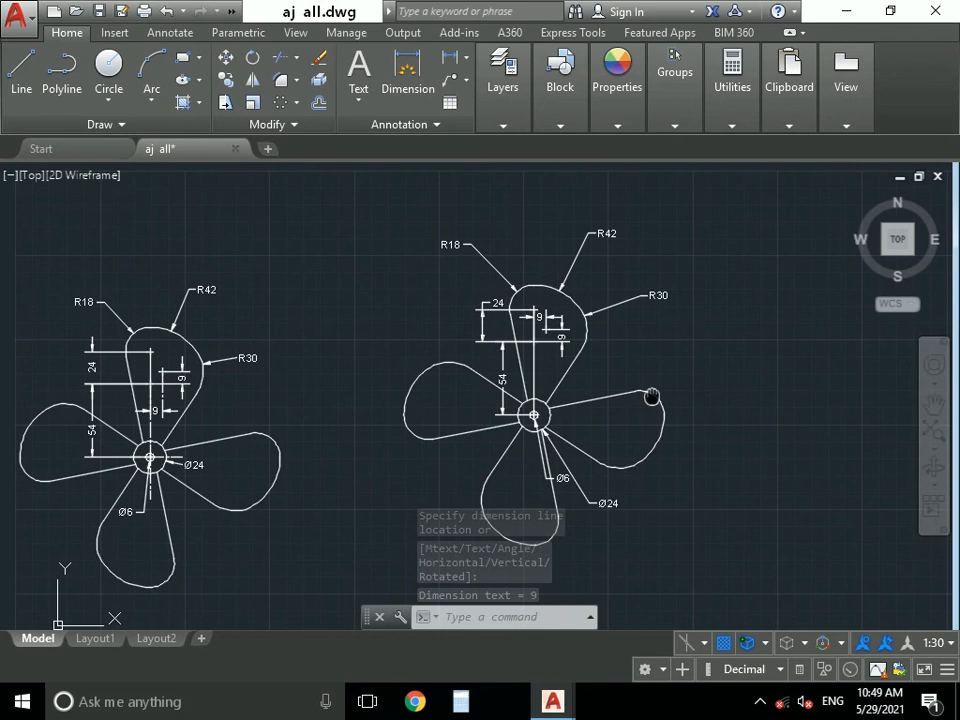 aj all.dwg
Type a keyword or phrase
Sign In
Home Insert Annotate Parametric View Manage Output Add-ins A360 Express Tools Featured Apps BIM 360
Line Polyline Circle Arc
Text Dimension
Layers Block Properties Groups Utilities Clipboard View
Draw Modify Annotation
Start aj all*
[−][Top][2D Wireframe]
N
W TOP E
S
WCS
R18 R42
R30
24
9
9
54
Ø24
Ø6
R18 R42
R30
24
9
9
54
Ø6
Ø24
Specify dimension line
location or
[Mtext/Text/Angle/
Horizontal/Vertical/
Rotated]:
Dimension text = 9
Type a command
Y
X
Model Layout1 Layout2
1:30
Decimal
Ask me anything
ENG
10:49 AM
5/29/2021
1